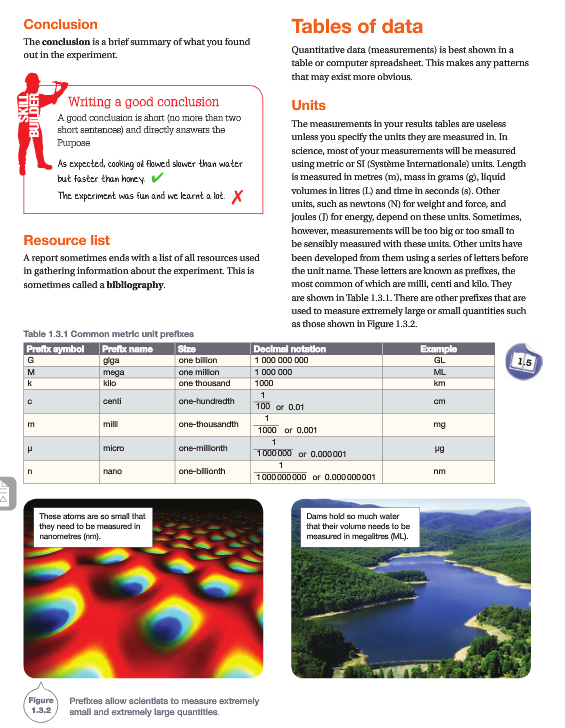 Conclusion
The conclusion is a brief summary of what you found
out in the experiment.
SKILL
BUILDER
Writing a good conclusion
A good conclusion is short (no more than two
short sentences) and directly answers the
Purpose
As expected, cooking oil flowed slower than water
but faster than honey. ✓
The experiment was fun and we learnt a lot. ✗
Resource list
A report sometimes ends with a list of all resources used
in gathering information about the experiment. This is
sometimes called a bibliography.
Tables of data
Quantitative data (measurements) is best shown in a
table or computer spreadsheet. This makes any patterns
that may exist more obvious.
Units
The measurements in your results tables are useless
unless you specify the units they are measured in. In
science, most of your measurements will be measured
using metric or SI (Système Internationale) units. Length
is measured in metres (m), mass in grams (g), liquid
volumes in litres (L) and time in seconds (s). Other
units, such as newtons (N) for weight and force, and
joules (J) for energy, depend on these units. Sometimes,
however, measurements will be too big or too small to
be sensibly measured with these units. Other units have
been developed from them using a series of letters before
the unit name. These letters are known as prefixes, the
most common of which are milli, centi and kilo. They
are shown in Table 1.3.1. There are other prefixes that are
used to measure extremely large or small quantities such
as those shown in Figure 1.3.2.
Table 1.3.1 Common metric unit prefixes
Prefix symbol Prefix name Size Decimal notation Example
G giga one billion 1 000 000 000 GL
M mega one million 1 000 000 ML
k kilo one thousand 1000 km
c centi one-hundredth 1/100 or 0.01 cm
m milli one-thousandth 1/1000 or 0.001 mg
µ micro one-millionth 1/1 000 000 or 0.000 001 µg
n nano one-billionth 1/1 000 000 000 or 0.000 000 001 nm
1.5
These atoms are so small that
they need to be measured in
nanometres (nm).
Dams hold so much water
that their volume needs to be
measured in megalitres (ML).
Figure
1.3.2
Prefixes allow scientists to measure extremely
small and extremely large quantities.